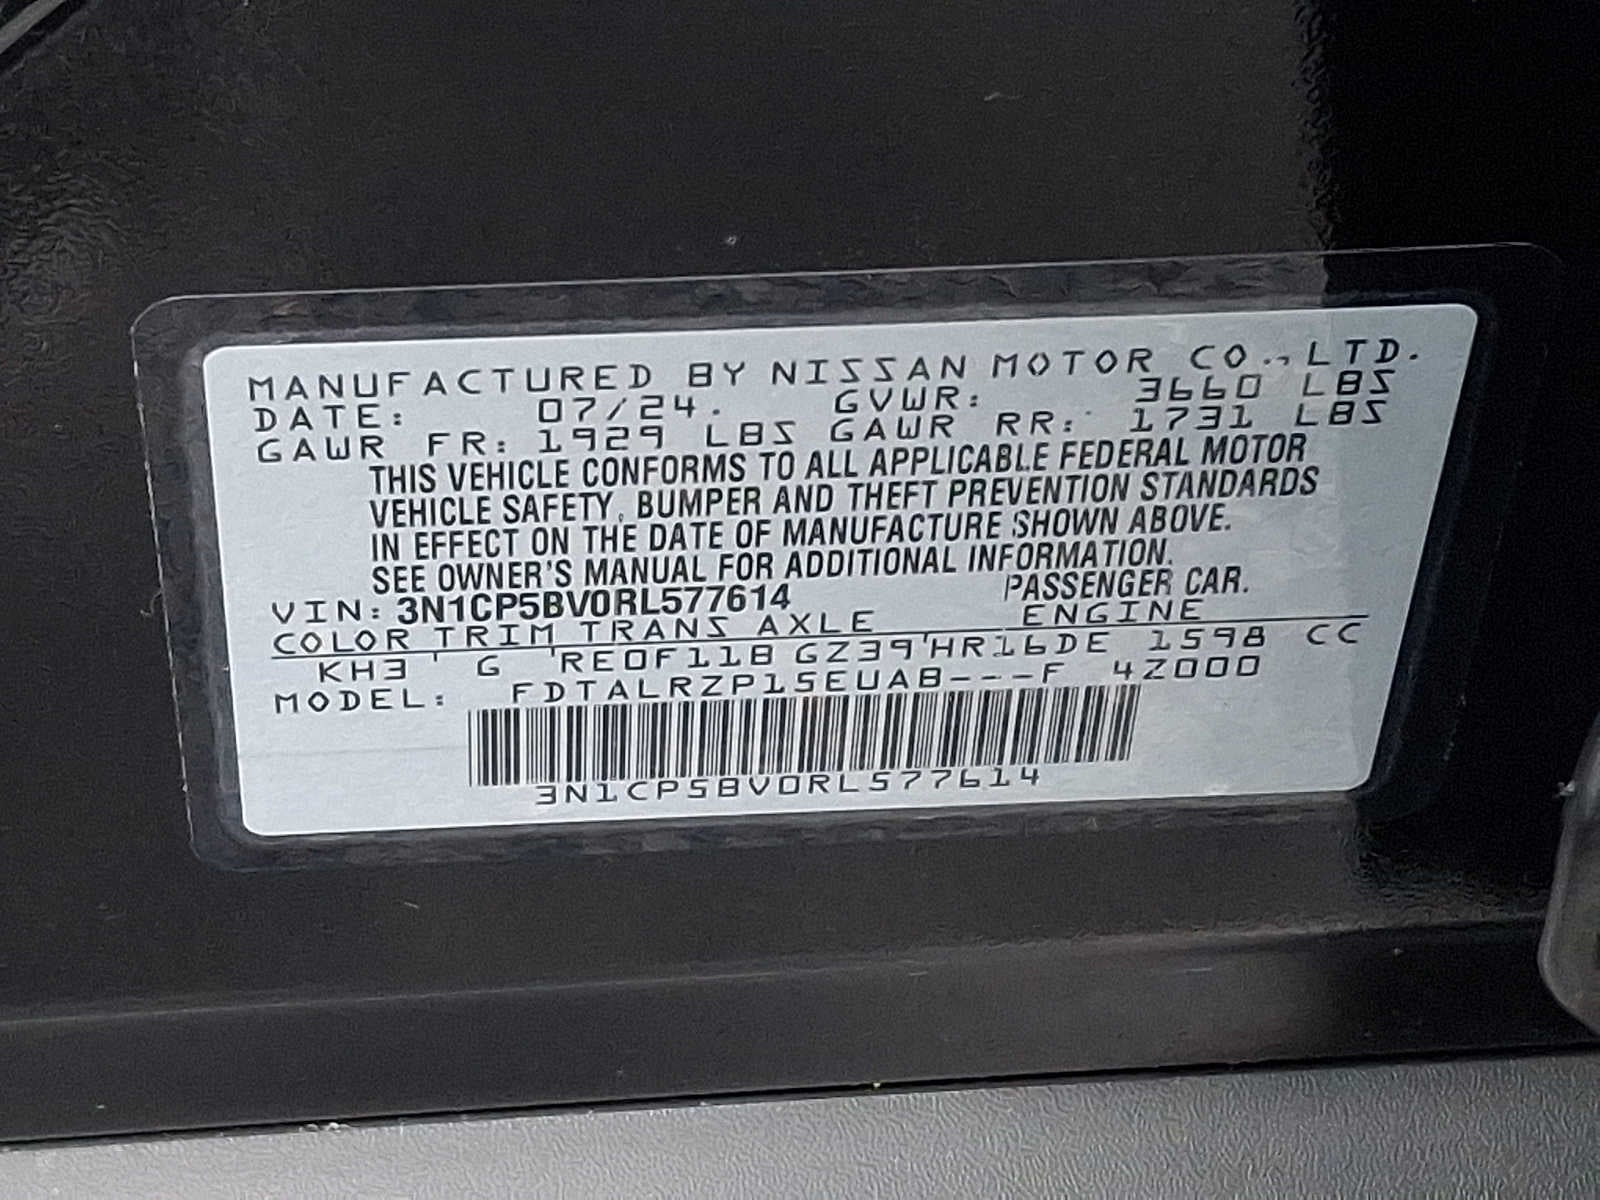 MANUFACTURED BY NISSAN MOTOR CO., LTD.
DATE: 07/24. GVWR: 3660 LBS
GAWR FR: 1929 LBS GAWR RR: 1731 LBS
THIS VEHICLE CONFORMS TO ALL APPLICABLE FEDERAL MOTOR
VEHICLE SAFETY, BUMPER AND THEFT PREVENTION STANDARDS
IN EFFECT ON THE DATE OF MANUFACTURE SHOWN ABOVE.
SEE OWNER'S MANUAL FOR ADDITIONAL INFORMATION.
VIN: 3N1CP5BV0RL577614 PASSENGER CAR.
COLOR TRIM TRANS AXLE ENGINE
KH3 ' G 'RE0F11B GZ39'HR16DE 1598 CC
MODEL: FDTALRZP15EUAB---F 4Z000
3N1CP5BV0RL577614